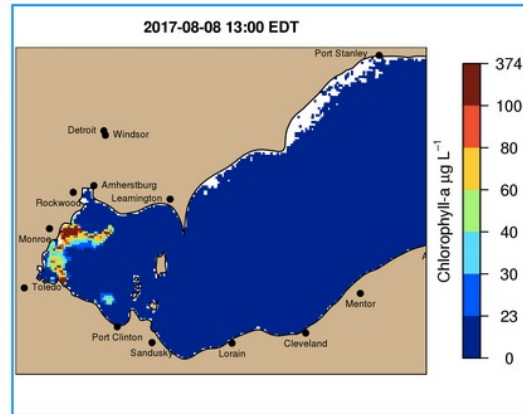 2017-08-08 13:00 EDT
Port Stanley
Detroit
Windsor
Amherstburg
Rockwood
Leamington
Monroe
Toledo
Port Clinton
Sandusky
Lorain
Cleveland
Mentor
A
Chlorophyll-a µg L⁻¹
374
100
80
60
40
30
23
0